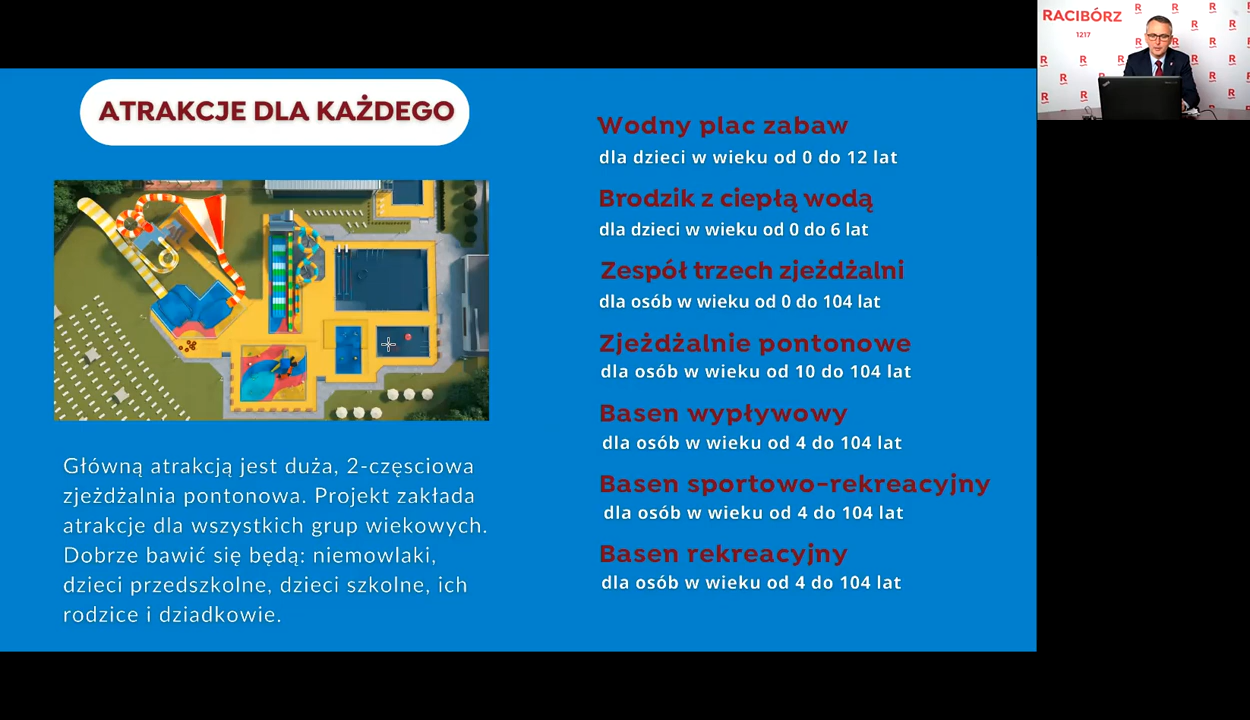 ATRAKCJE DLA KAŻDEGO
Główną atrakcją jest duża, 2-częsciowa
zjeżdżalnia pontonowa. Projekt zakłada
atrakcje dla wszystkich grup wiekowych.
Dobrze bawić się będą: niemowlaki,
dzieci przedszkolne, dzieci szkolne, ich
rodzice i dziadkowie.
Wodny plac zabaw
dla dzieci w wieku od 0 do 12 lat
Brodzik z ciepłą wodą
dla dzieci w wieku od 0 do 6 lat
Zespół trzech zjeżdżalni
dla osób w wieku od 0 do 104 lat
Zjeżdżalnie pontonowe
dla osób w wieku od 10 do 104 lat
Basen wypływowy
dla osób w wieku od 4 do 104 lat
Basen sportowo-rekreacyjny
dla osób w wieku od 4 do 104 lat
Basen rekreacyjny
dla osób w wieku od 4 do 104 lat
RACIBÓRZ
1217